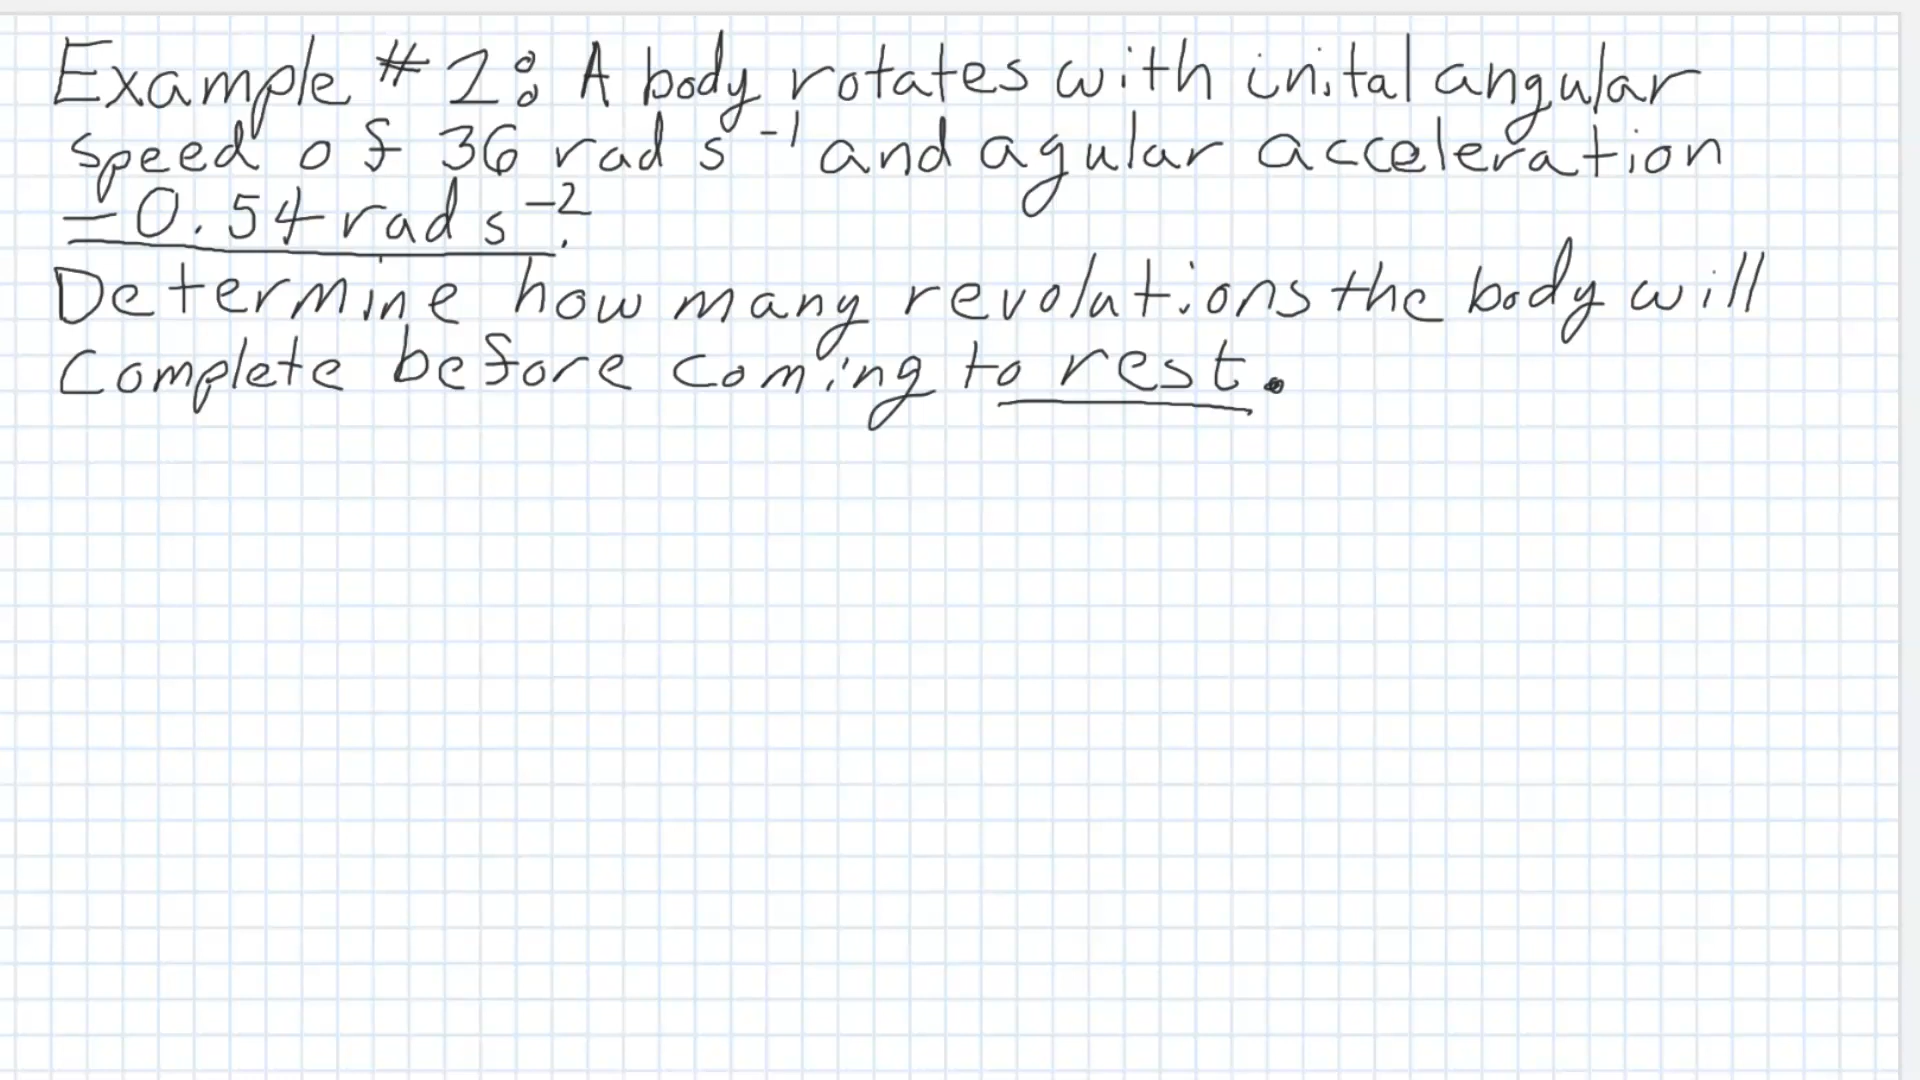 Example # 2: A body rotates with inital angular
speed of 36 rad s⁻¹ and agular acceleration
-0.54 rad s⁻².
Determine how many revolutions the body will
Complete before coming to rest.